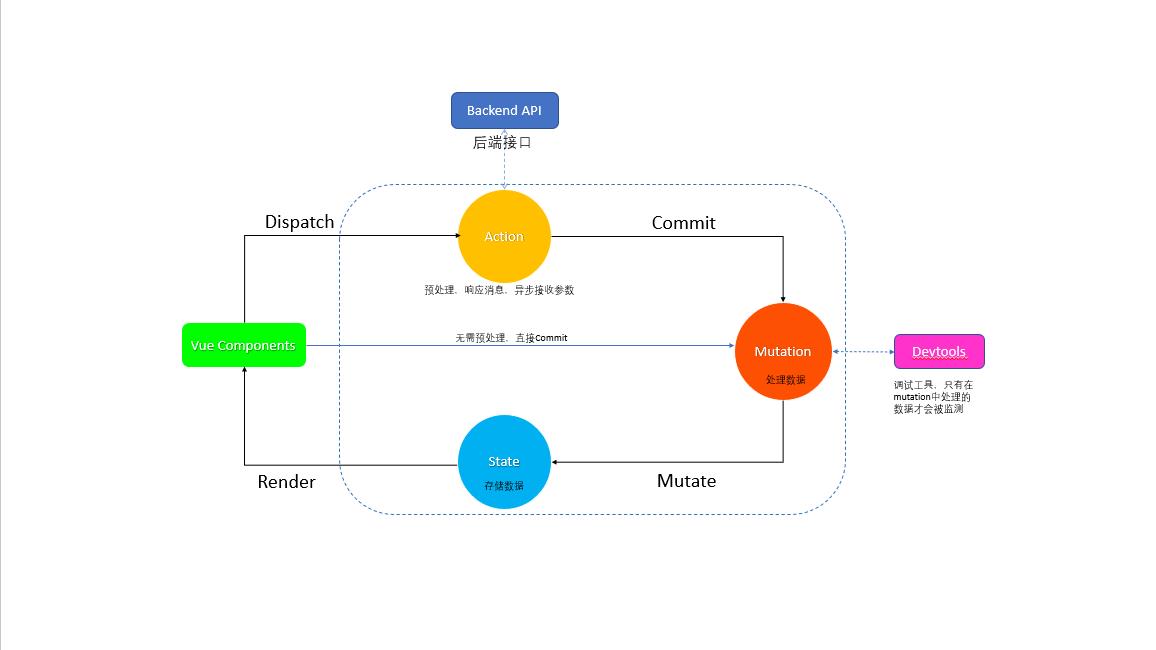 Backend API
后端接口
Dispatch
Action
Commit
预处理，响应消息，异步接收参数
Vue Components
无需预处理，直接Commit
Mutation
处理数据
Devtools
调试工具，只有在
mutation中处理的
数据才会被监测
State
存储数据
Render
Mutate